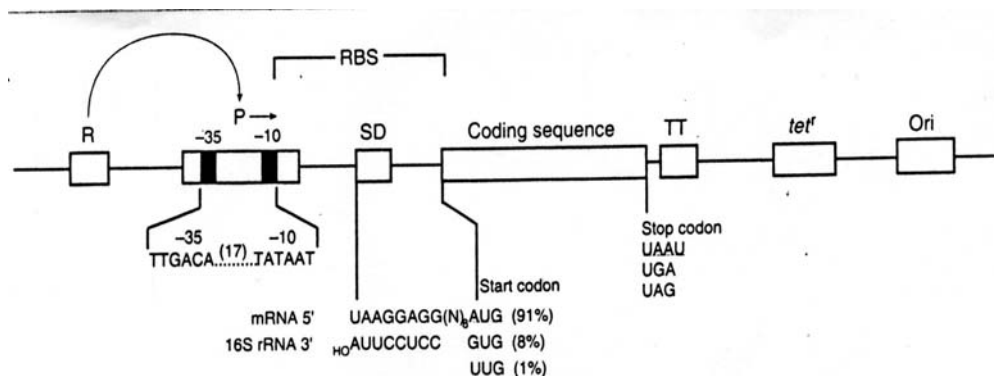 RBS
R P → SD Coding sequence TT tetʳ Ori
–35 –10
–35 –10
TTGACA (17) TATAAT
Stop codon
UAAU
UGA
UAG
Start codon
mRNA 5' UAAGGAGG(N)₈AUG (91%)
16S rRNA 3' HOAUUCCUCC GUG (8%)
UUG (1%)